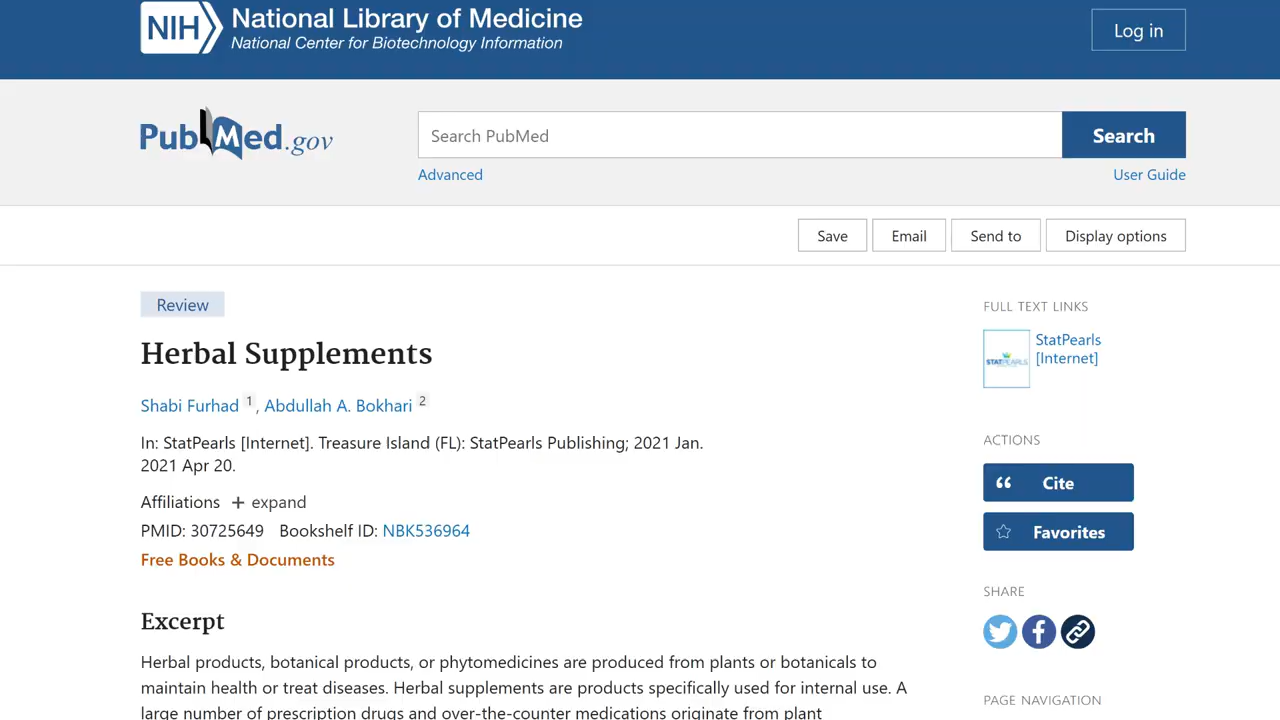 NIH National Library of Medicine
National Center for Biotechnology Information
Log in
PubMed.gov
Search PubMed
Search
Advanced
User Guide
Save
Email
Send to
Display options
Review
Herbal Supplements
Shabi Furhad 1, Abdullah A. Bokhari 2
In: StatPearls [Internet]. Treasure Island (FL): StatPearls Publishing; 2021 Jan.
2021 Apr 20.
Affiliations + expand
PMID: 30725649 Bookshelf ID: NBK536964
Free Books & Documents
Excerpt
Herbal products, botanical products, or phytomedicines are produced from plants or botanicals to
maintain health or treat diseases. Herbal supplements are products specifically used for internal use. A
large number of prescription drugs and over-the-counter medications originate from plant
FULL TEXT LINKS
STATPEARLS
StatPearls
[Internet]
ACTIONS
Cite
Favorites
SHARE
PAGE NAVIGATION